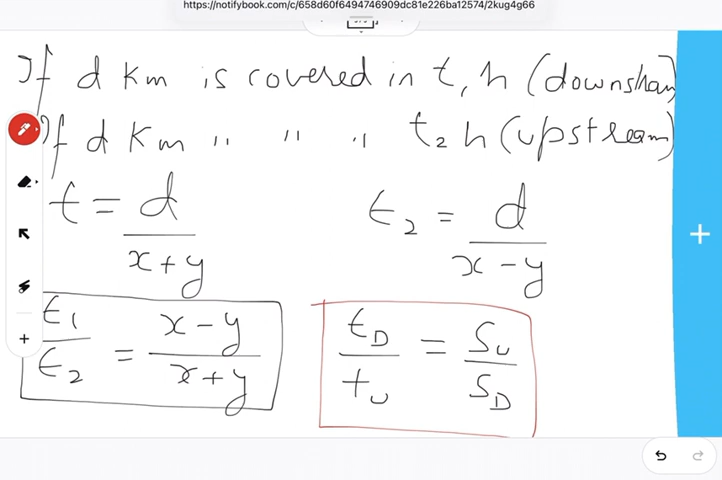 https://notifybook.com/c/658d60f6494746909dc81e226ba12574/2kug4g66
If d km is covered in t₁ h (downstream)
If d km " " " t₂ h (upstream)
t = d / (x + y)
t₂ = d / (x - y)
t₁ / t₂ = (x - y) / (x + y)
t_D / t_U = S_U / S_D